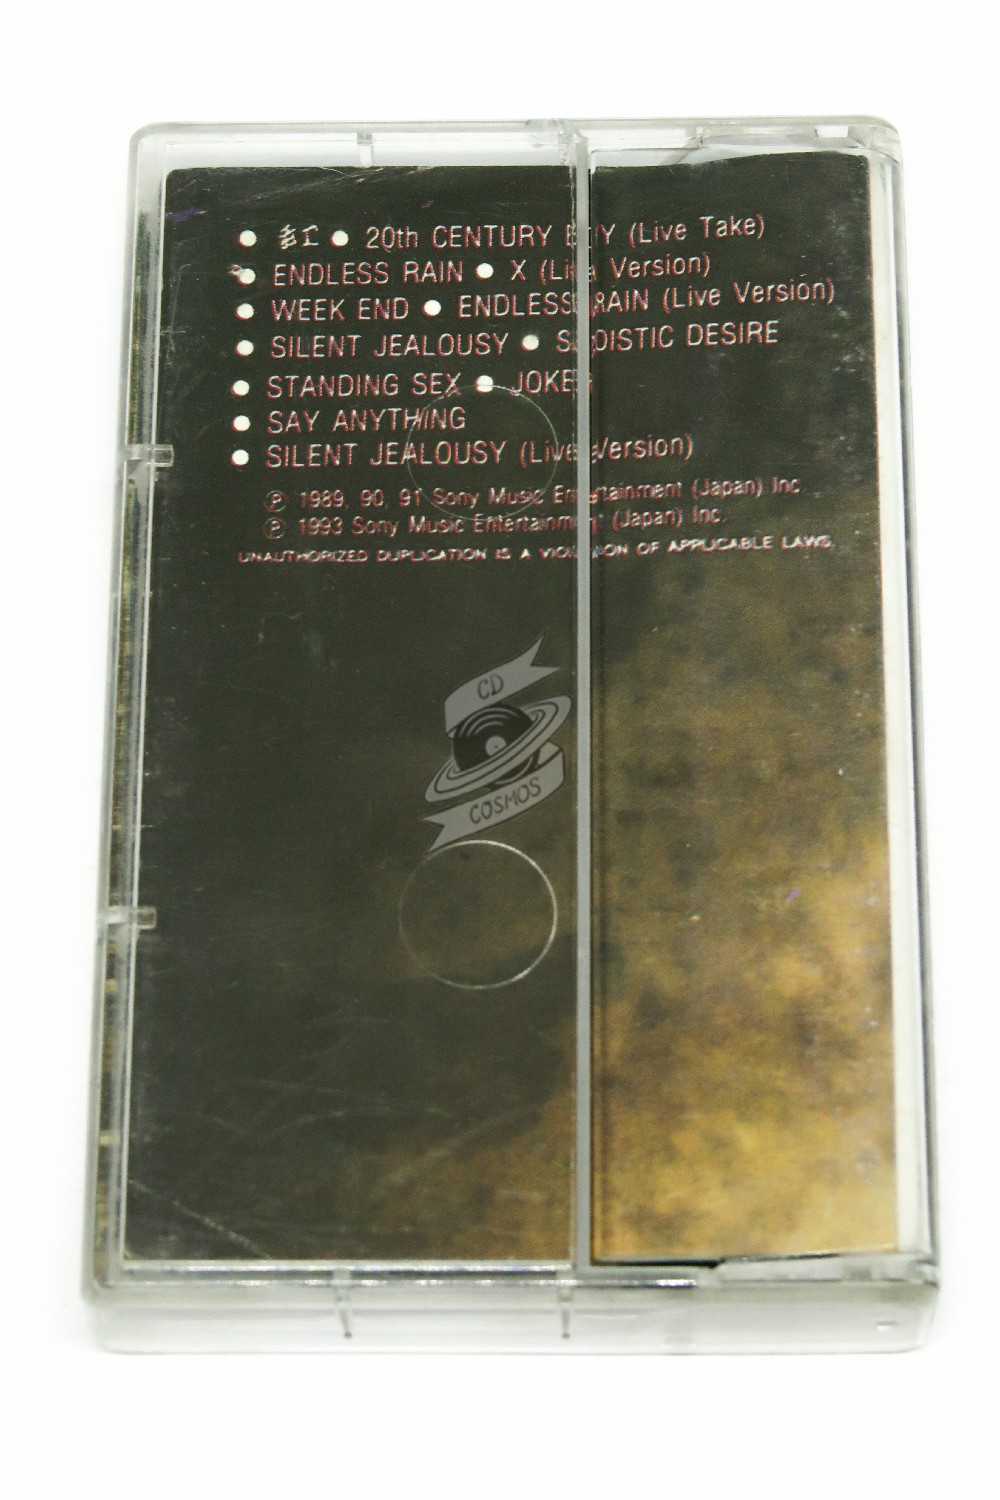 ● 紅 ● 20th CENTURY BOY (Live Take)
● ENDLESS RAIN ● X (Live Version)
● WEEK END ● ENDLESS RAIN (Live Version)
● SILENT JEALOUSY ● SADISTIC DESIRE
● STANDING SEX ● JOKER
● SAY ANYTHING
● SILENT JEALOUSY (Live Version)
℗ 1989, 90, 91 Sony Music Entertainment (Japan) Inc.
℗ 1993 Sony Music Entertainment (Japan) Inc.
UNAUTHORIZED DUPLICATION IS A VIOLATION OF APPLICABLE LAWS.
CD
COSMOS